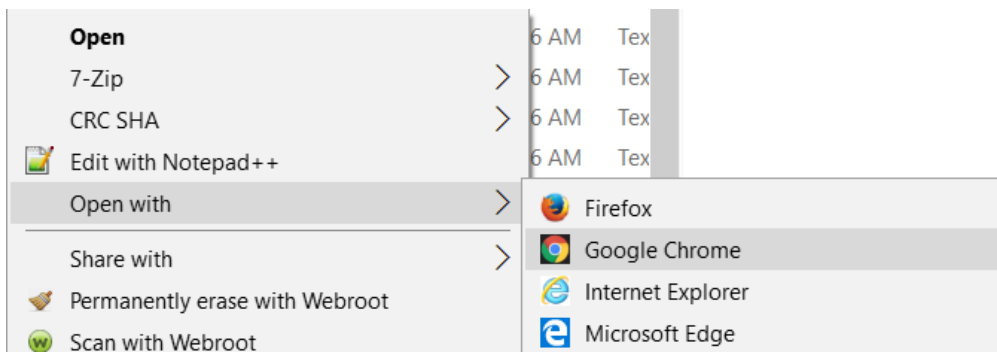 Open
7-Zip
CRC SHA
Edit with Notepad++
Open with
Share with
Permanently erase with Webroot
Scan with Webroot
6 AM Tex
6 AM Tex
6 AM Tex
6 AM Tex
Firefox
Google Chrome
Internet Explorer
Microsoft Edge